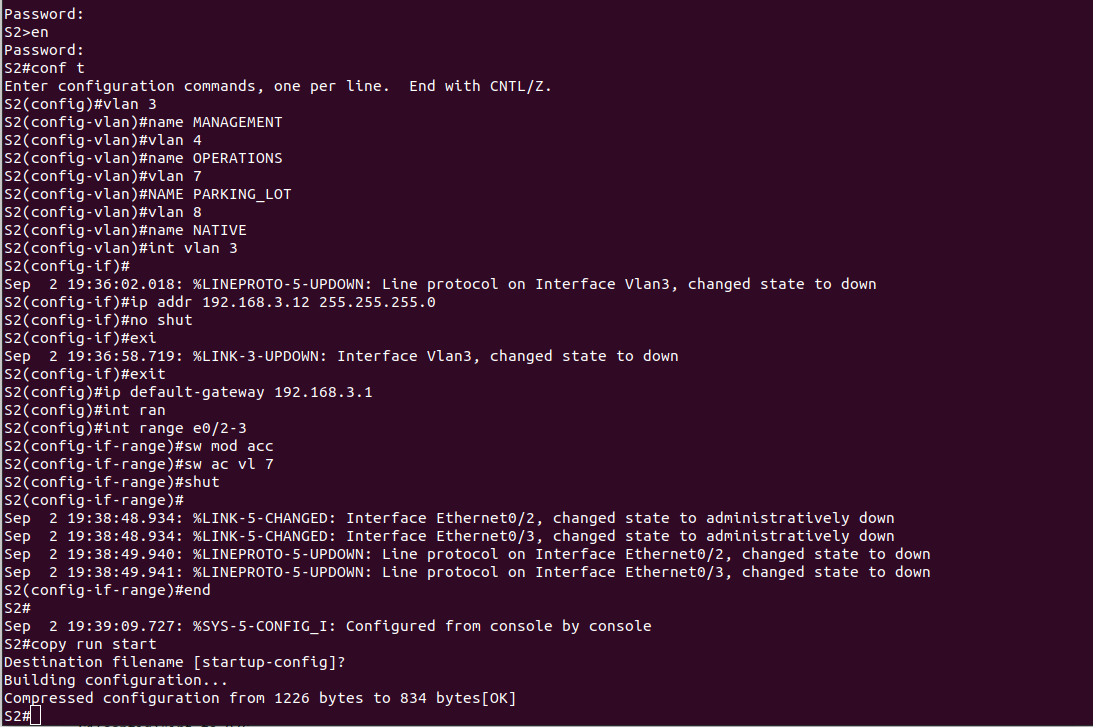 Password:
S2>en
Password:
S2#conf t
Enter configuration commands, one per line.  End with CNTL/Z.
S2(config)#vlan 3
S2(config-vlan)#name MANAGEMENT
S2(config-vlan)#vlan 4
S2(config-vlan)#name OPERATIONS
S2(config-vlan)#vlan 7
S2(config-vlan)#NAME PARKING_LOT
S2(config-vlan)#vlan 8
S2(config-vlan)#name NATIVE
S2(config-vlan)#int vlan 3
S2(config-if)#
Sep  2 19:36:02.018: %LINEPROTO-5-UPDOWN: Line protocol on Interface Vlan3, changed state to down
S2(config-if)#ip addr 192.168.3.12 255.255.255.0
S2(config-if)#no shut
S2(config-if)#exi
Sep  2 19:36:58.719: %LINK-3-UPDOWN: Interface Vlan3, changed state to down
S2(config-if)#exit
S2(config)#ip default-gateway 192.168.3.1
S2(config)#int ran
S2(config)#int range e0/2-3
S2(config-if-range)#sw mod acc
S2(config-if-range)#sw ac vl 7
S2(config-if-range)#shut
S2(config-if-range)#
Sep  2 19:38:48.934: %LINK-5-CHANGED: Interface Ethernet0/2, changed state to administratively down
Sep  2 19:38:48.934: %LINK-5-CHANGED: Interface Ethernet0/3, changed state to administratively down
Sep  2 19:38:49.940: %LINEPROTO-5-UPDOWN: Line protocol on Interface Ethernet0/2, changed state to down
Sep  2 19:38:49.941: %LINEPROTO-5-UPDOWN: Line protocol on Interface Ethernet0/3, changed state to down
S2(config-if-range)#end
S2#
Sep  2 19:39:09.727: %SYS-5-CONFIG_I: Configured from console by console
S2#copy run start
Destination filename [startup-config]?
Building configuration...
Compressed configuration from 1226 bytes to 834 bytes[OK]
S2#